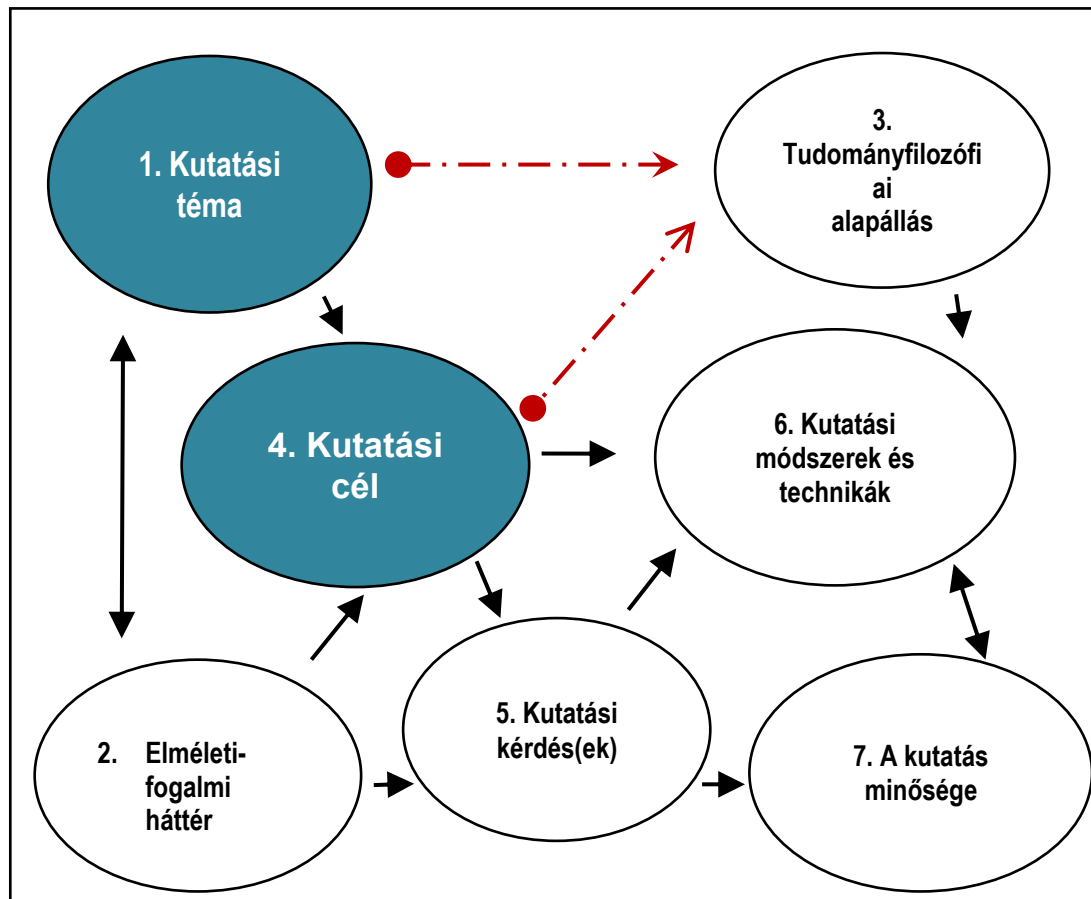 1. Kutatási
téma
3.
Tudományfilozófi
ai
alapállás
4. Kutatási
cél
6. Kutatási
módszerek és
technikák
2. Elméleti-
fogalmi
háttér
5. Kutatási
kérdés(ek)
7. A kutatás
minősége